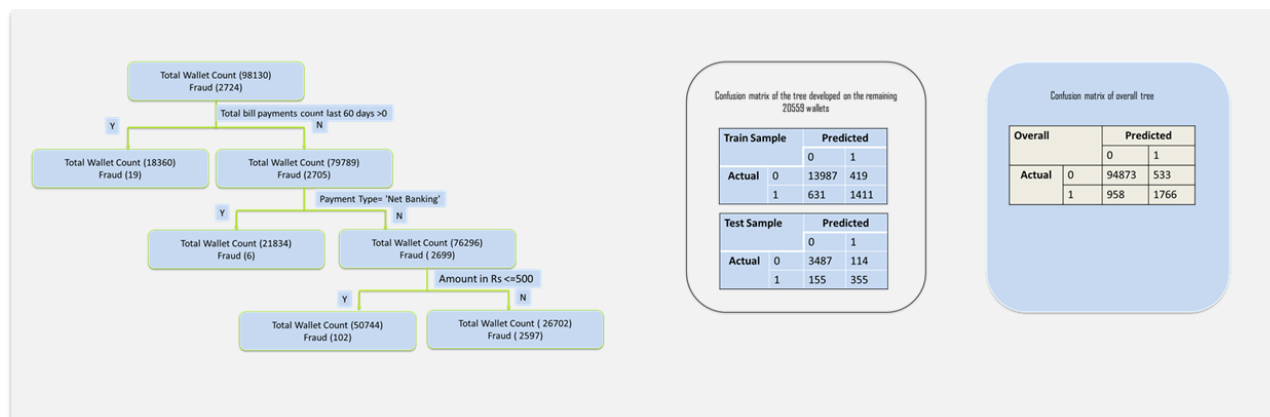 Total Wallet Count (98130)
Fraud (2724)
Total bill payments count last 60 days >0
Y
N
Total Wallet Count (18360)
Fraud (19)
Total Wallet Count (79789)
Fraud (2705)
Payment Type= 'Net Banking'
Y
N
Total Wallet Count (21834)
Fraud (6)
Total Wallet Count (76296)
Fraud ( 2699)
Amount in Rs <=500
Y
N
Total Wallet Count (50744)
Fraud (102)
Total Wallet Count ( 26702)
Fraud ( 2597)
Confusion matrix of the tree developed on the remaining
20559 wallets
Train Sample Predicted
0 1
Actual 0 13987 419
1 631 1411
Test Sample Predicted
0 1
Actual 0 3487 114
1 155 355
Confusion matrix of overall tree
Overall Predicted
0 1
Actual 0 94873 533
1 958 1766